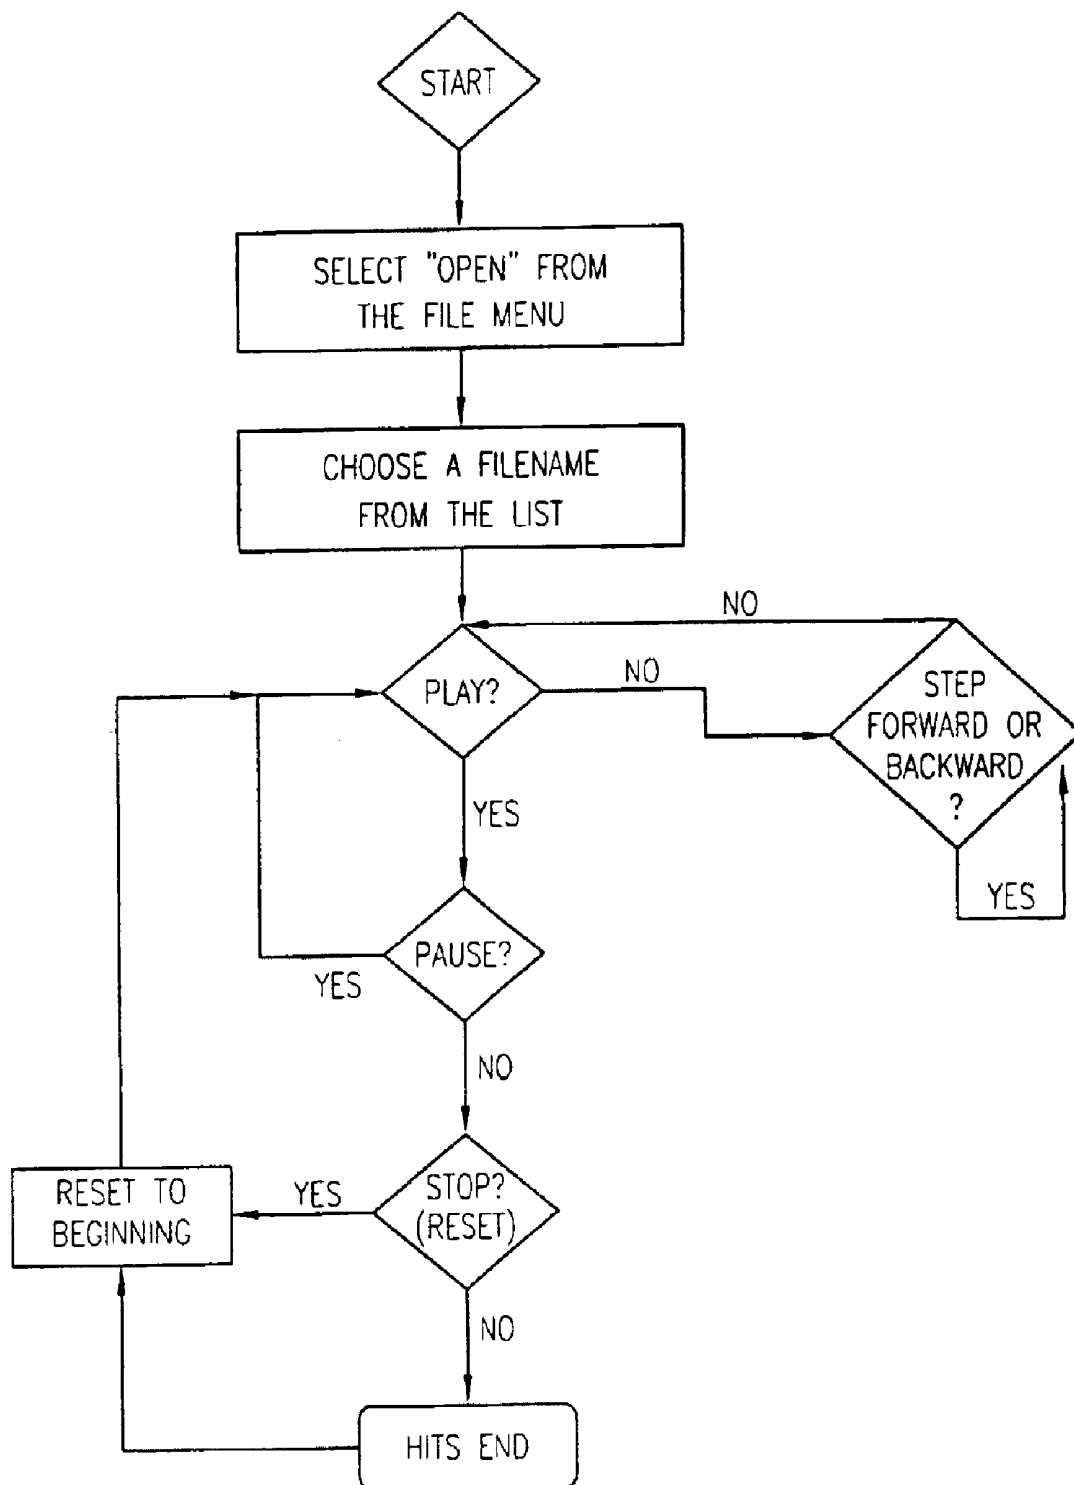 START
SELECT "OPEN" FROM
THE FILE MENU
CHOOSE A FILENAME
FROM THE LIST
NO
PLAY?
NO
STEP
FORWARD OR
BACKWARD
?
YES
YES
PAUSE?
YES
NO
RESET TO
BEGINNING
YES
STOP?
(RESET)
NO
HITS END